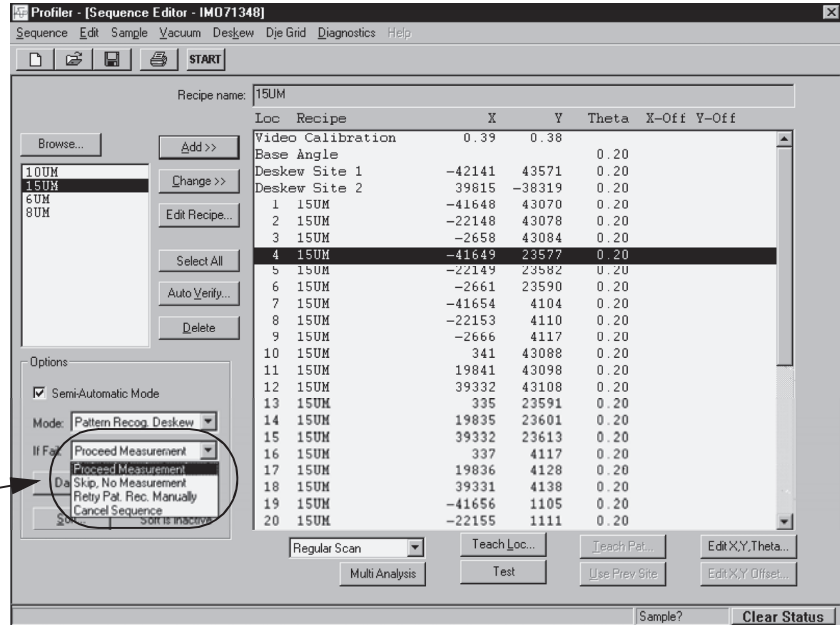 Profiler - [Sequence Editor - IMO71348]
Sequence Edit Sample Vacuum Deskew Die Grid Diagnostics Help
START
Recipe name: 15UM
Loc Recipe X Y Theta X-Off Y-Off
Browse...
10UM
15UM
6UM
8UM
Add >>
Change >>
Edit Recipe...
Select All
Auto Verify...
Delete
Video Calibration 0.39 0.38
Base Angle 0.20
Deskew Site 1 -42141 43571 0.20
Deskew Site 2 39815 -38319 0.20
1 15UM -41648 43070 0.20
2 15UM -22148 43078 0.20
3 15UM -2658 43084 0.20
4 15UM -41649 23577 0.20
5 15UM -22149 23582 0.20
6 15UM -2661 23590 0.20
7 15UM -41654 4104 0.20
8 15UM -22153 4110 0.20
9 15UM -2666 4117 0.20
10 15UM 341 43088 0.20
11 15UM 19841 43098 0.20
12 15UM 39332 43108 0.20
13 15UM 335 23591 0.20
14 15UM 19835 23601 0.20
15 15UM 39332 23613 0.20
16 15UM 337 4117 0.20
17 15UM 19836 4128 0.20
18 15UM 39331 4138 0.20
19 15UM -41656 1105 0.20
20 15UM -22155 1111 0.20
Options
Semi-Automatic Mode
Mode: Pattern Recog. Deskew
If Fail: Proceed Measurement
Proceed Measurement
Skip, No Measurement
Retry Pat. Rec. Manually
Cancel Sequence
Da
Sort... Sort is inactive
Regular Scan
Multi Analysis
Teach Loc...
Test
Teach Pat...
Use Prev Site
Edit X,Y,Theta...
Edit X,Y Offset...
Sample? Clear Status